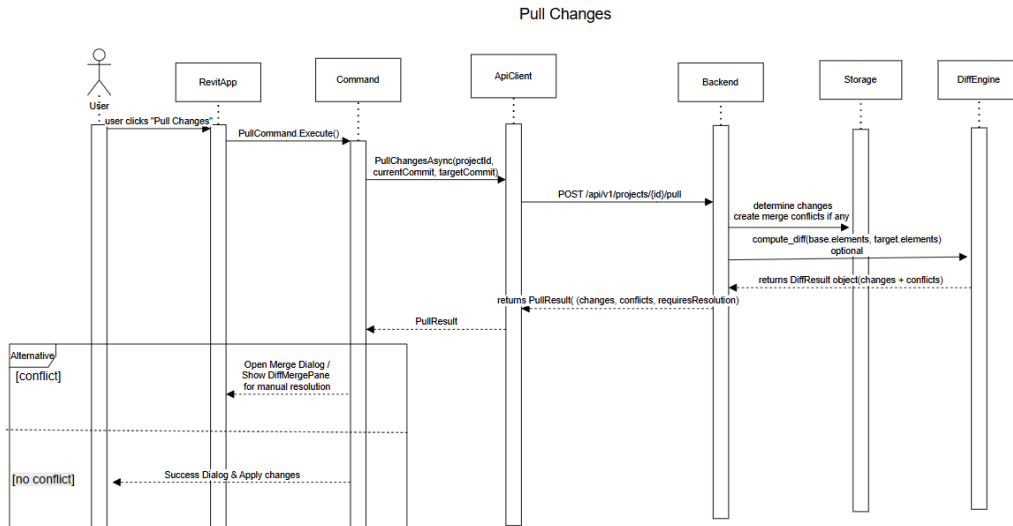 Pull Changes
User
RevitApp
Command
ApiClient
Backend
Storage
DiffEngine
user clicks "Pull Changes"
PullCommand.Execute()
PullChangesAsync(projectId,
currentCommit, targetCommit)
POST /api/v1/projects/{id}/pull
determine changes
create merge conflicts if any
compute_diff(base.elements, target.elements)
optional
returns DiffResult object(changes + conflicts)
returns PullResult( (changes, conflicts, requiresResolution)
PullResult
Alternative
[conflict]
Open Merge Dialog /
Show DiffMergePane
for manual resolution
[no conflict]
Success Dialog & Apply changes